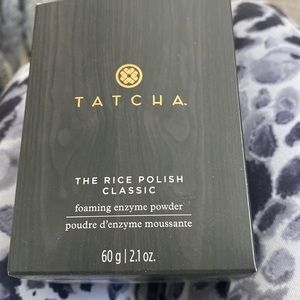 TATCHA.
THE RICE POLISH
CLASSIC
foaming enzyme powder
poudre d'enzyme moussante
60 g | 2.1 oz.